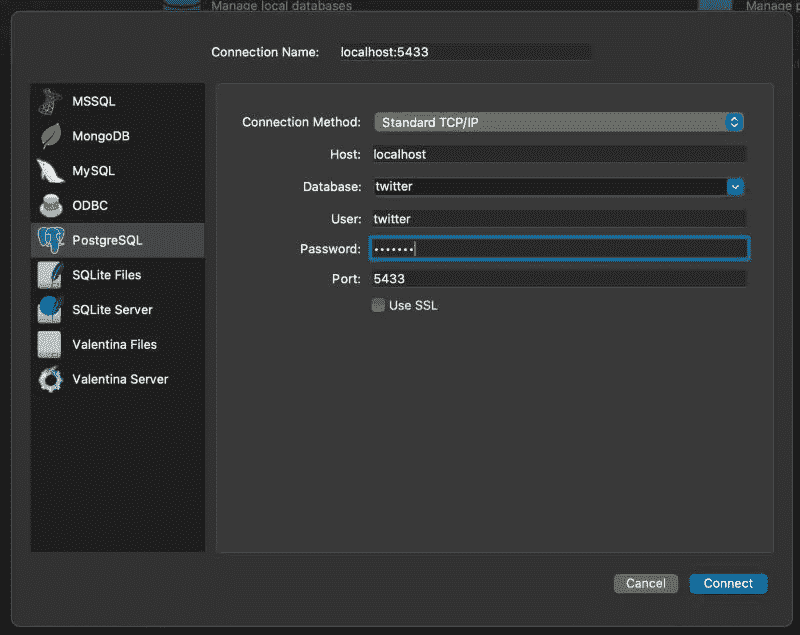 Manage local databases
Manage
Connection Name: localhost:5433
MSSQL
MongoDB
MySQL
ODBC
PostgreSQL
SQLite Files
SQLite Server
Valentina Files
Valentina Server
Connection Method: Standard TCP/IP
Host: localhost
Database: twitter
User: twitter
Password: •••••••
Port: 5433
Use SSL
Cancel Connect